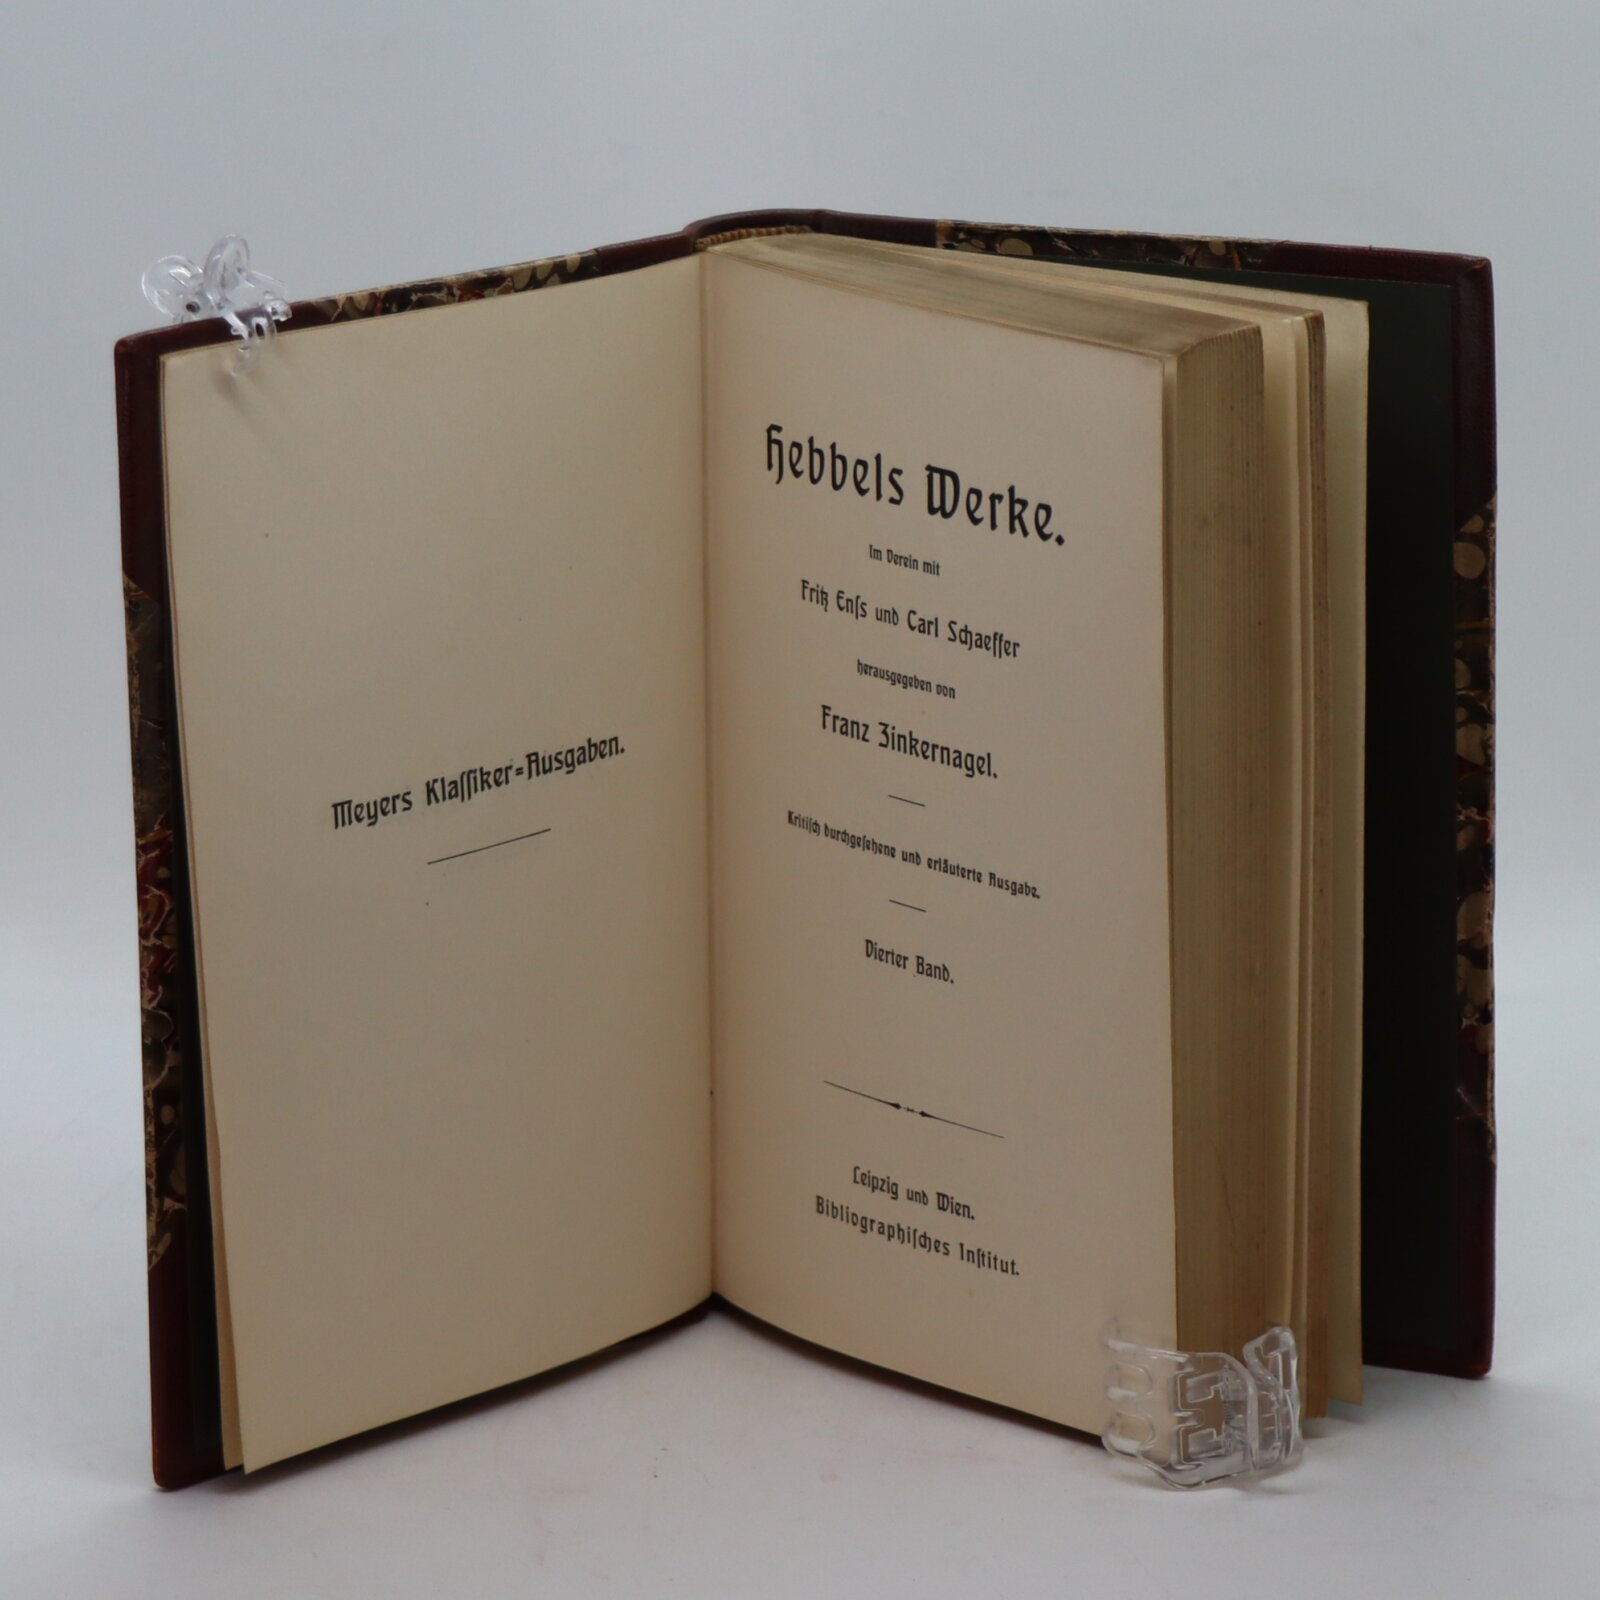 Meyers Klaſſiker=Ausgaben.
Hebbels Werke.
Im Verein mit
Fritz Enſs und Carl Schaeffer
herausgegeben von
Franz Zinkernagel.
Kritiſch durchgeſehene und erläuterte Ausgabe.
Vierter Band.
Leipzig und Wien.
Bibliographiſches Inſtitut.